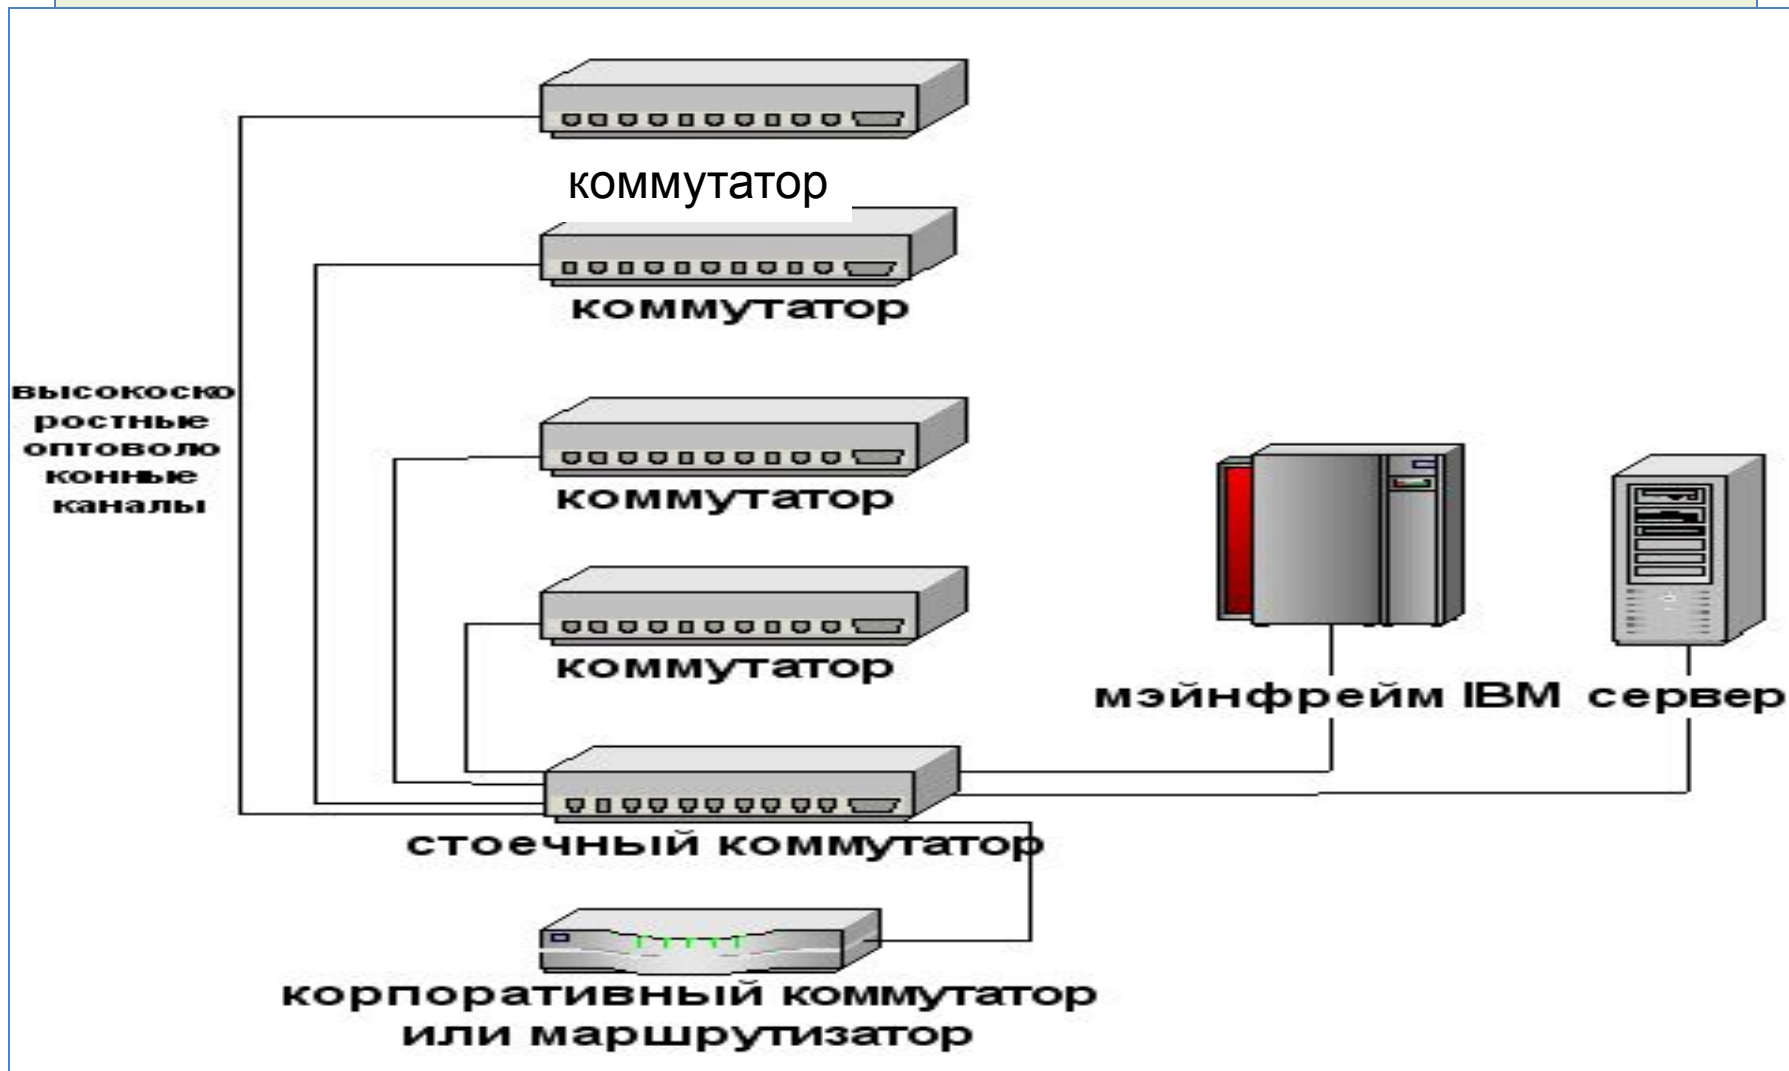 коммутатор
коммутатор
высокоско
ростные
оптоволо
конные
каналы
коммутатор
коммутатор
мэйнфрейм IBM сервер
стоечный коммутатор
корпоративный коммутатор
или маршрутизатор